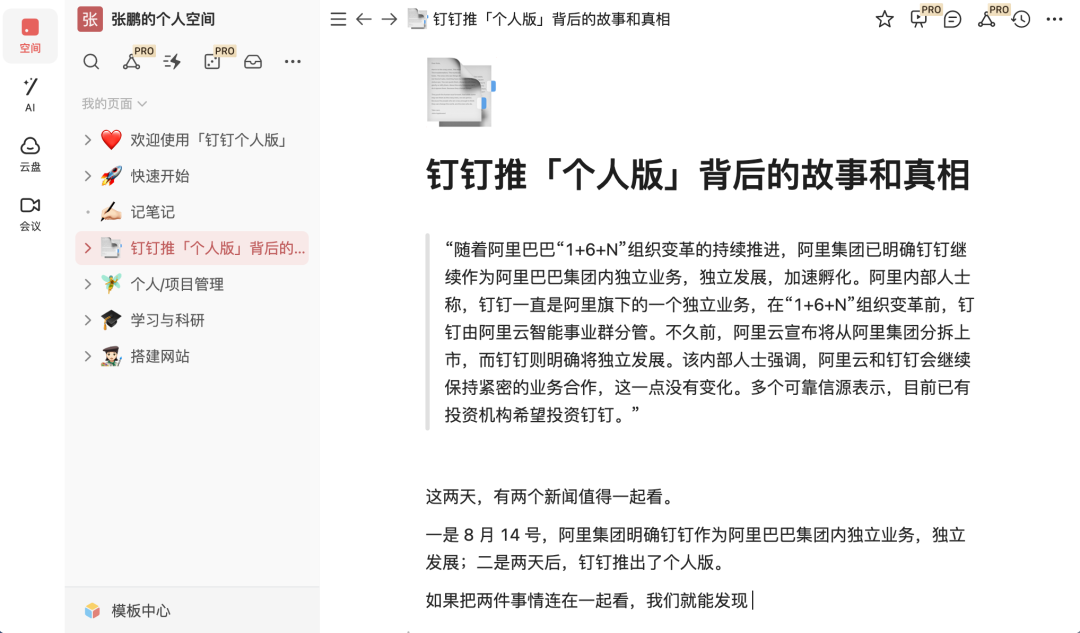 空间
AI
云盘
会议
张 张鹏的个人空间
PRO PRO
我的页面
欢迎使用「钉钉个人版」
快速开始
记笔记
钉钉推「个人版」背后的...
个人/项目管理
学习与科研
搭建网站
模板中心
钉钉推「个人版」背后的故事和真相
PRO PRO
钉钉推「个人版」背后的故事和真相
“随着阿里巴巴“1+6+N”组织变革的持续推进，阿里集团已明确钉钉继
续作为阿里巴巴集团内独立业务，独立发展，加速孵化。阿里内部人士
称，钉钉一直是阿里旗下的一个独立业务，在“1+6+N”组织变革前，钉
钉由阿里云智能事业群分管。不久前，阿里云宣布将从阿里集团分拆上
市，而钉钉则明确将独立发展。该内部人士强调，阿里云和钉钉会继续
保持紧密的业务合作，这一点没有变化。多个可靠信源表示，目前已有
投资机构希望投资钉钉。”
这两天，有两个新闻值得一起看。
一是 8 月 14 号，阿里集团明确钉钉作为阿里巴巴集团内独立业务，独立
发展；二是两天后，钉钉推出了个人版。
如果把两件事情连在一起看，我们就能发现